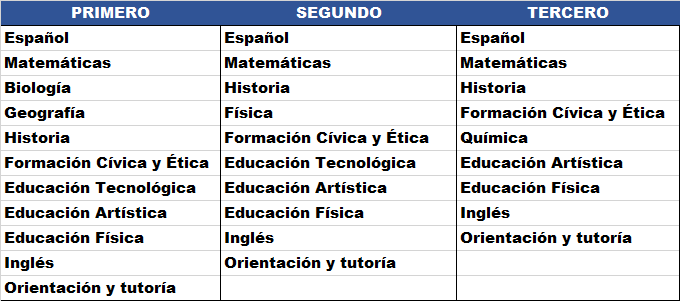 PRIMERO SEGUNDO TERCERO
Español Español Español
Matemáticas Matemáticas Matemáticas
Biología Historia Historia
Geografía Física Formación Cívica y Ética
Historia Formación Cívica y Ética Química
Formación Cívica y Ética Educación Tecnológica Educación Artística
Educación Tecnológica Educación Artística Educación Física
Educación Artística Educación Física Inglés
Educación Física Inglés Orientación y tutoría
Inglés Orientación y tutoría
Orientación y tutoría